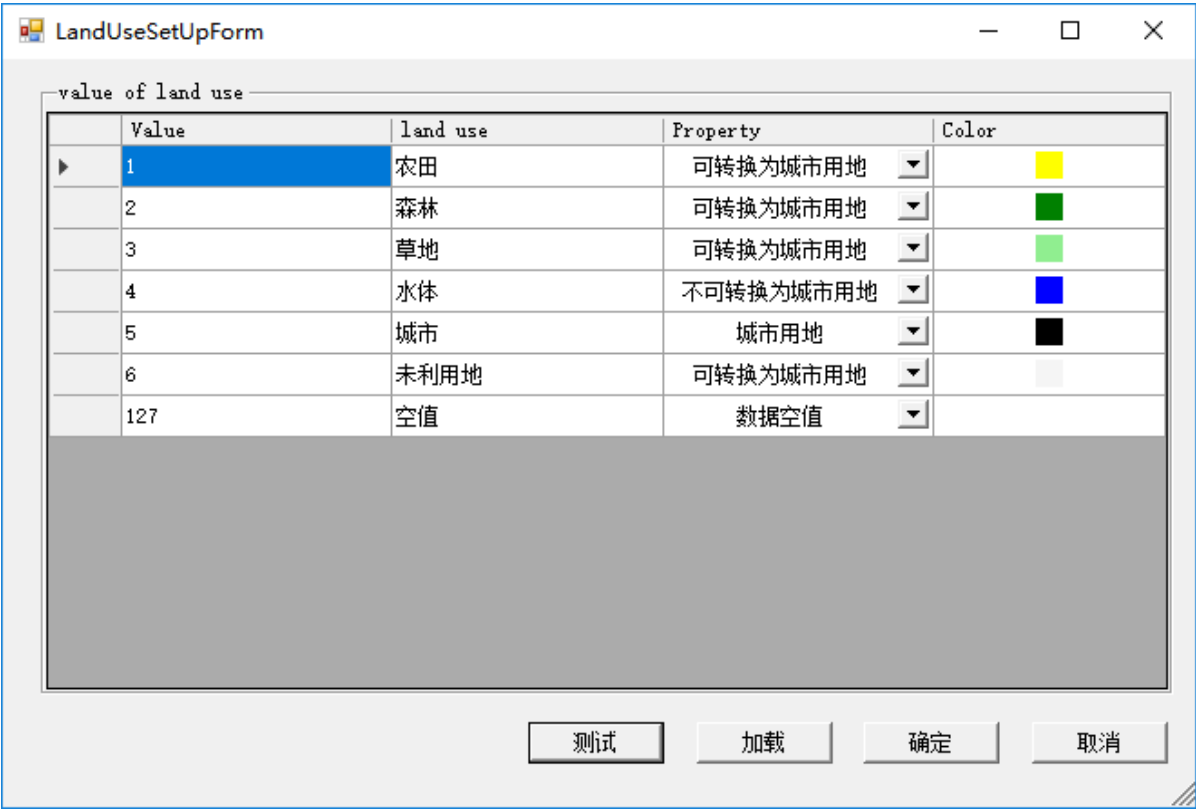 LandUseSetUpForm
value of land use
Value land use Property Color
1 农田 可转换为城市用地
2 森林 可转换为城市用地
3 草地 可转换为城市用地
4 水体 不可转换为城市用地
5 城市 城市用地
6 未利用地 可转换为城市用地
127 空值 数据空值
测试 加载 确定 取消